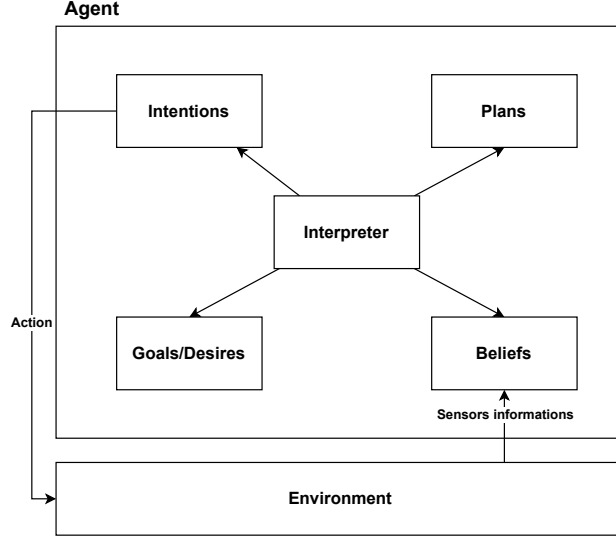 Agent
Intentions
Plans
Interpreter
Action
Goals/Desires
Beliefs
Sensors informations
Environment